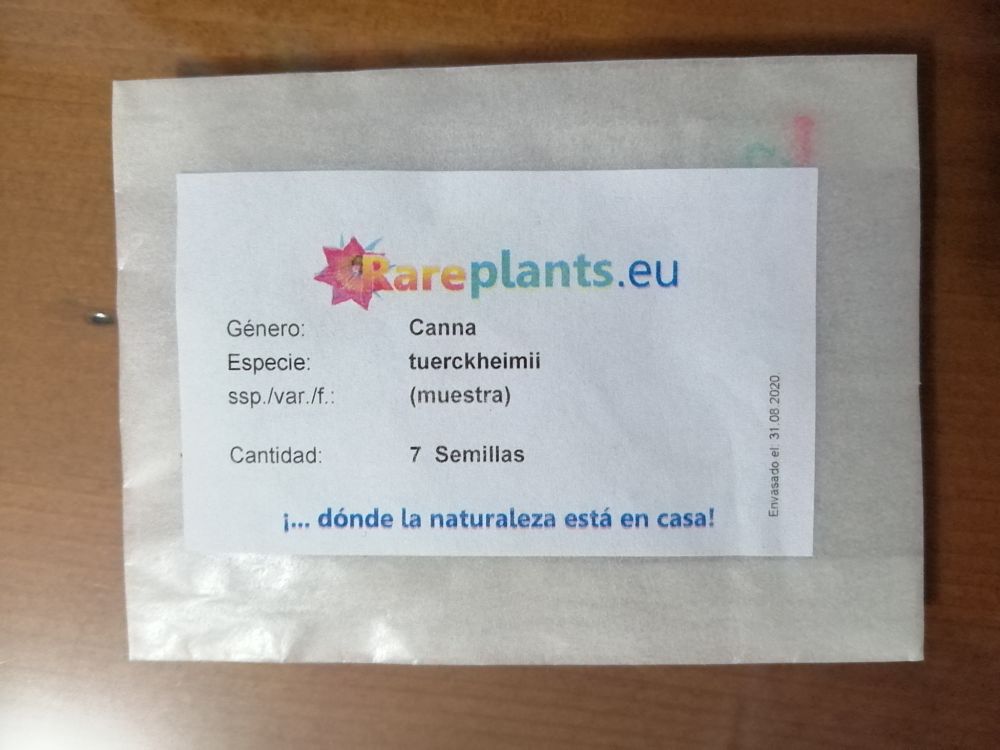 Rareplants.eu
Género: Canna
Especie: tuerckheimii
ssp./var./f.: (muestra)
Cantidad: 7 Semillas
¡... dónde la naturaleza está en casa!
Envasado el: 31.08.2020.